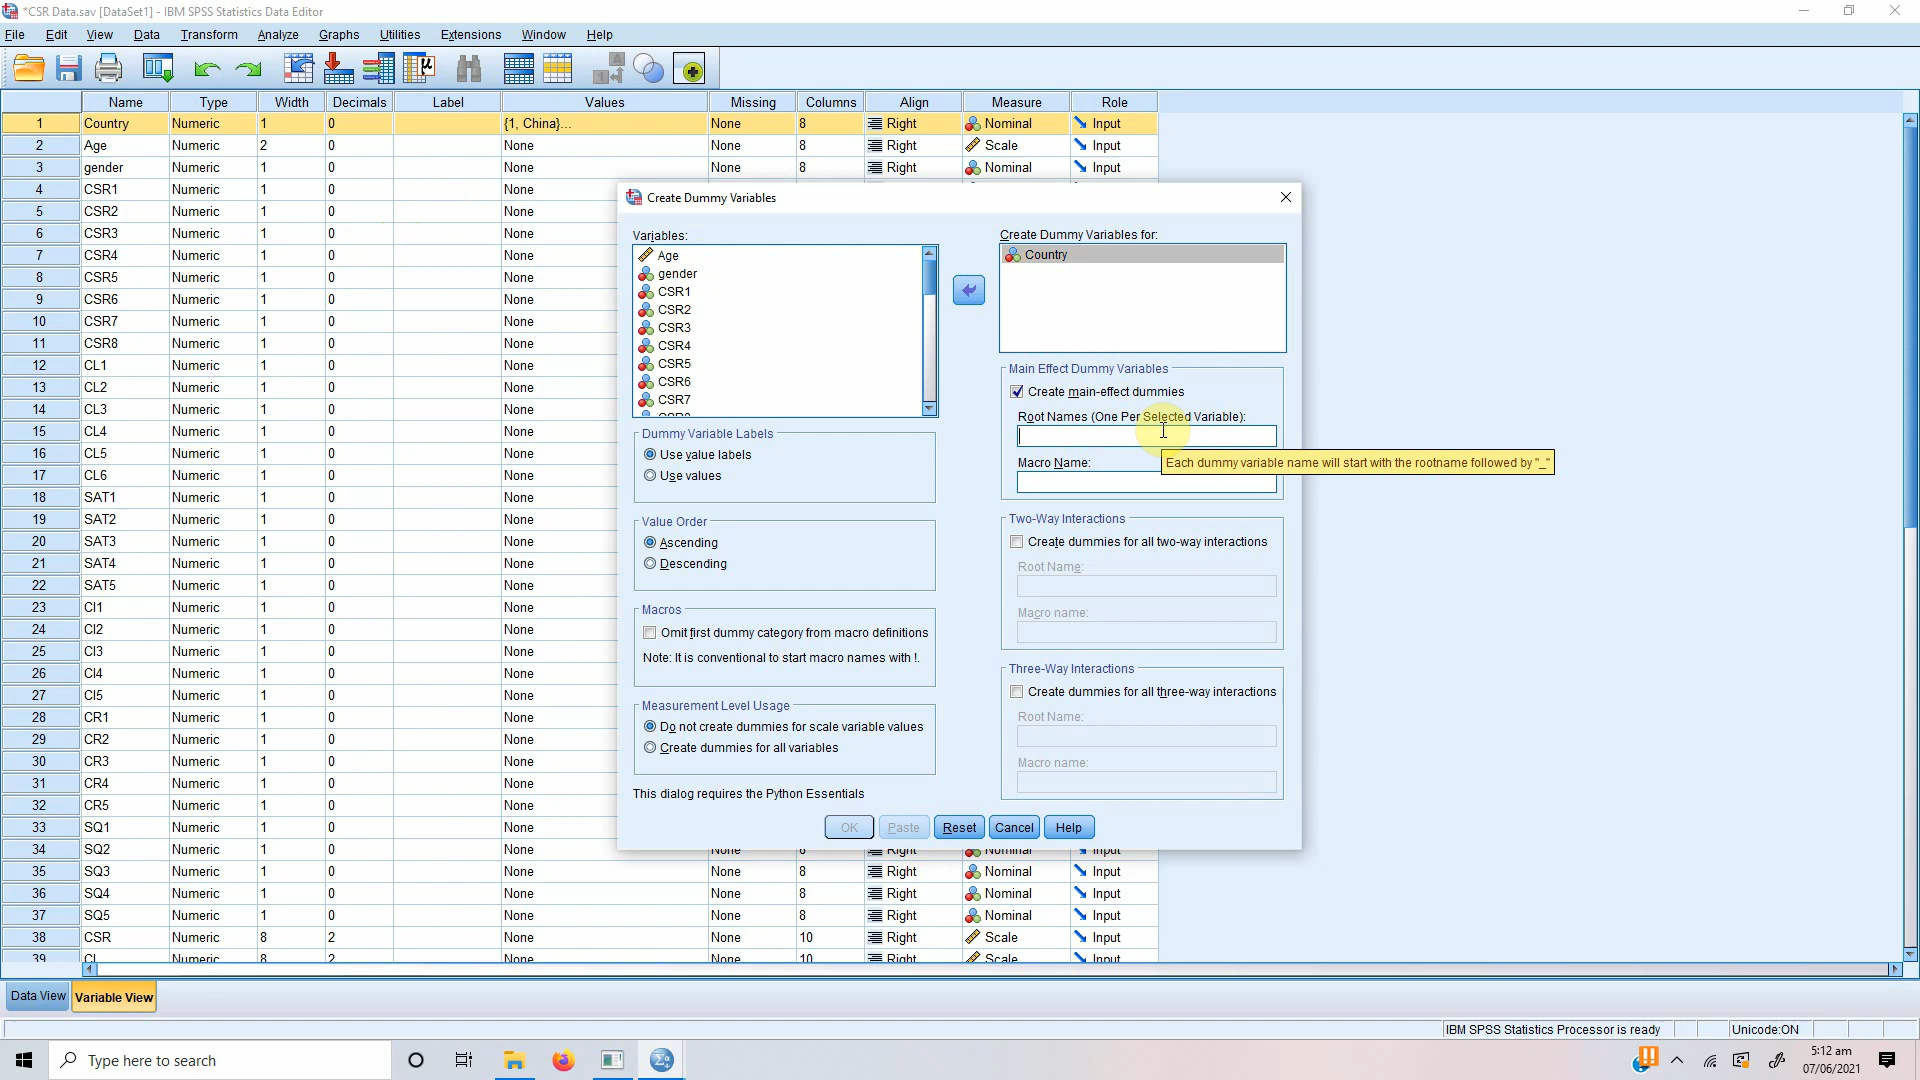 *CSR Data.sav [DataSet1] - IBM SPSS Statistics Data Editor
File Edit View Data Transform Analyze Graphs Utilities Extensions Window Help
Name Type Width Decimals Label Values Missing Columns Align Measure Role
1 Country Numeric 1 0 {1, China}... None 8 Right Nominal Input
2 Age Numeric 2 0 None None 8 Right Scale Input
3 gender Numeric 1 0 None None 8 Right Nominal Input
4 CSR1 Numeric 1 0 None
5 CSR2 Numeric 1 0 None
6 CSR3 Numeric 1 0 None
7 CSR4 Numeric 1 0 None
8 CSR5 Numeric 1 0 None
9 CSR6 Numeric 1 0 None
10 CSR7 Numeric 1 0 None
11 CSR8 Numeric 1 0 None
12 CL1 Numeric 1 0 None
13 CL2 Numeric 1 0 None
14 CL3 Numeric 1 0 None
15 CL4 Numeric 1 0 None
16 CL5 Numeric 1 0 None
17 CL6 Numeric 1 0 None
18 SAT1 Numeric 1 0 None
19 SAT2 Numeric 1 0 None
20 SAT3 Numeric 1 0 None
21 SAT4 Numeric 1 0 None
22 SAT5 Numeric 1 0 None
23 CI1 Numeric 1 0 None
24 CI2 Numeric 1 0 None
25 CI3 Numeric 1 0 None
26 CI4 Numeric 1 0 None
27 CI5 Numeric 1 0 None
28 CR1 Numeric 1 0 None
29 CR2 Numeric 1 0 None
30 CR3 Numeric 1 0 None
31 CR4 Numeric 1 0 None
32 CR5 Numeric 1 0 None
33 SQ1 Numeric 1 0 None
34 SQ2 Numeric 1 0 None None 8 Right Nominal Input
35 SQ3 Numeric 1 0 None None 8 Right Nominal Input
36 SQ4 Numeric 1 0 None None 8 Right Nominal Input
37 SQ5 Numeric 1 0 None None 8 Right Nominal Input
38 CSR Numeric 8 2 None None 10 Right Scale Input
39 CL Numeric 8 2 None None 10 Right Scale Input
Create Dummy Variables
Variables:
Age
gender
CSR1
CSR2
CSR3
CSR4
CSR5
CSR6
CSR7
CSR8
Dummy Variable Labels
Use value labels
Use values
Value Order
Ascending
Descending
Macros
Omit first dummy category from macro definitions
Note: It is conventional to start macro names with !.
Measurement Level Usage
Do not create dummies for scale variable values
Create dummies for all variables
This dialog requires the Python Essentials
Create Dummy Variables for:
Country
Main Effect Dummy Variables
Create main-effect dummies
Root Names (One Per Selected Variable):
Macro Name:
Each dummy variable name will start with the rootname followed by "_"
Two-Way Interactions
Create dummies for all two-way interactions
Root Name:
Macro name:
Three-Way Interactions
Create dummies for all three-way interactions
Root Name:
Macro name:
OK Paste Reset Cancel Help
Data View Variable View
IBM SPSS Statistics Processor is ready Unicode:ON
Type here to search
5:12 am
07/06/2021